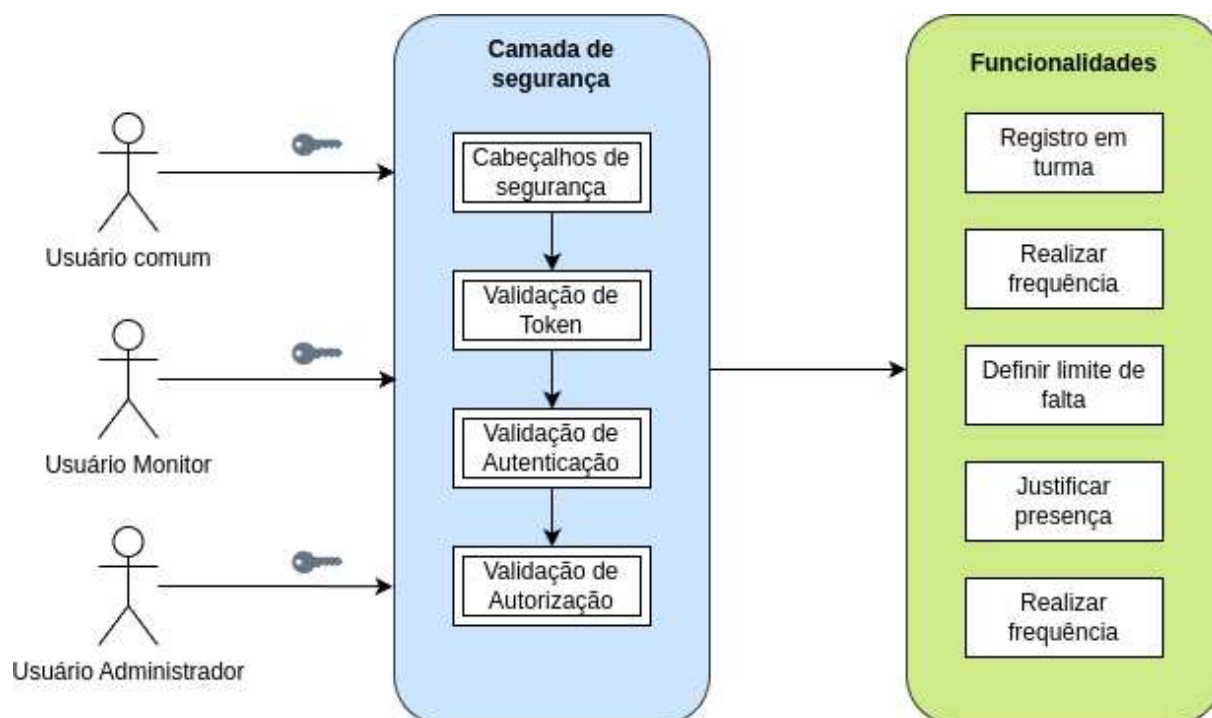 Camada de
segurança
Cabeçalhos de
segurança
Validação de
Token
Validação de
Autenticação
Validação de
Autorização
Usuário comum
Usuário Monitor
Usuário Administrador
Funcionalidades
Registro em
turma
Realizar
frequência
Definir limite de
falta
Justificar
presença
Realizar
frequência